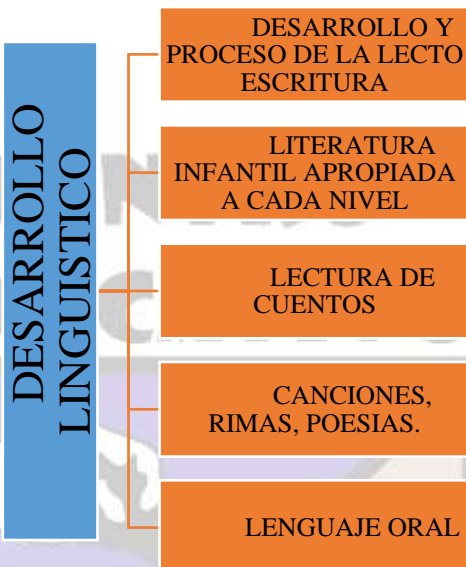 DESARROLLO
LINGUISTICO
DESARROLLO Y
PROCESO DE LA LECTO
ESCRITURA
LITERATURA
INFANTIL APROPIADA
A CADA NIVEL
LECTURA DE
CUENTOS
CANCIONES,
RIMAS, POESIAS.
LENGUAJE ORAL